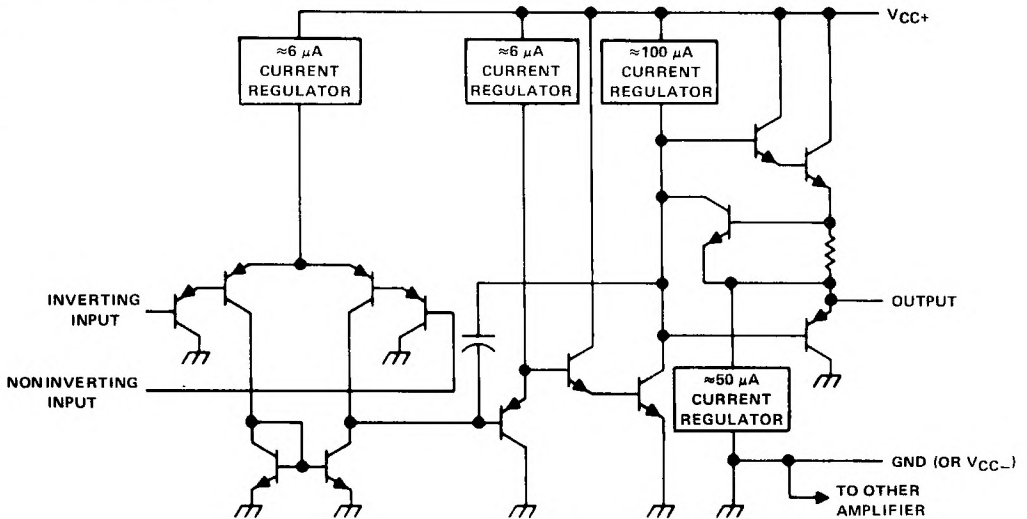 VCC+
≈6 μA
CURRENT
REGULATOR
≈6 μA
CURRENT
REGULATOR
≈100 μA
CURRENT
REGULATOR
INVERTING
INPUT
OUTPUT
NONINVERTING
INPUT
≈50 μA
CURRENT
REGULATOR
GND (OR VCC–)
TO OTHER
AMPLIFIER